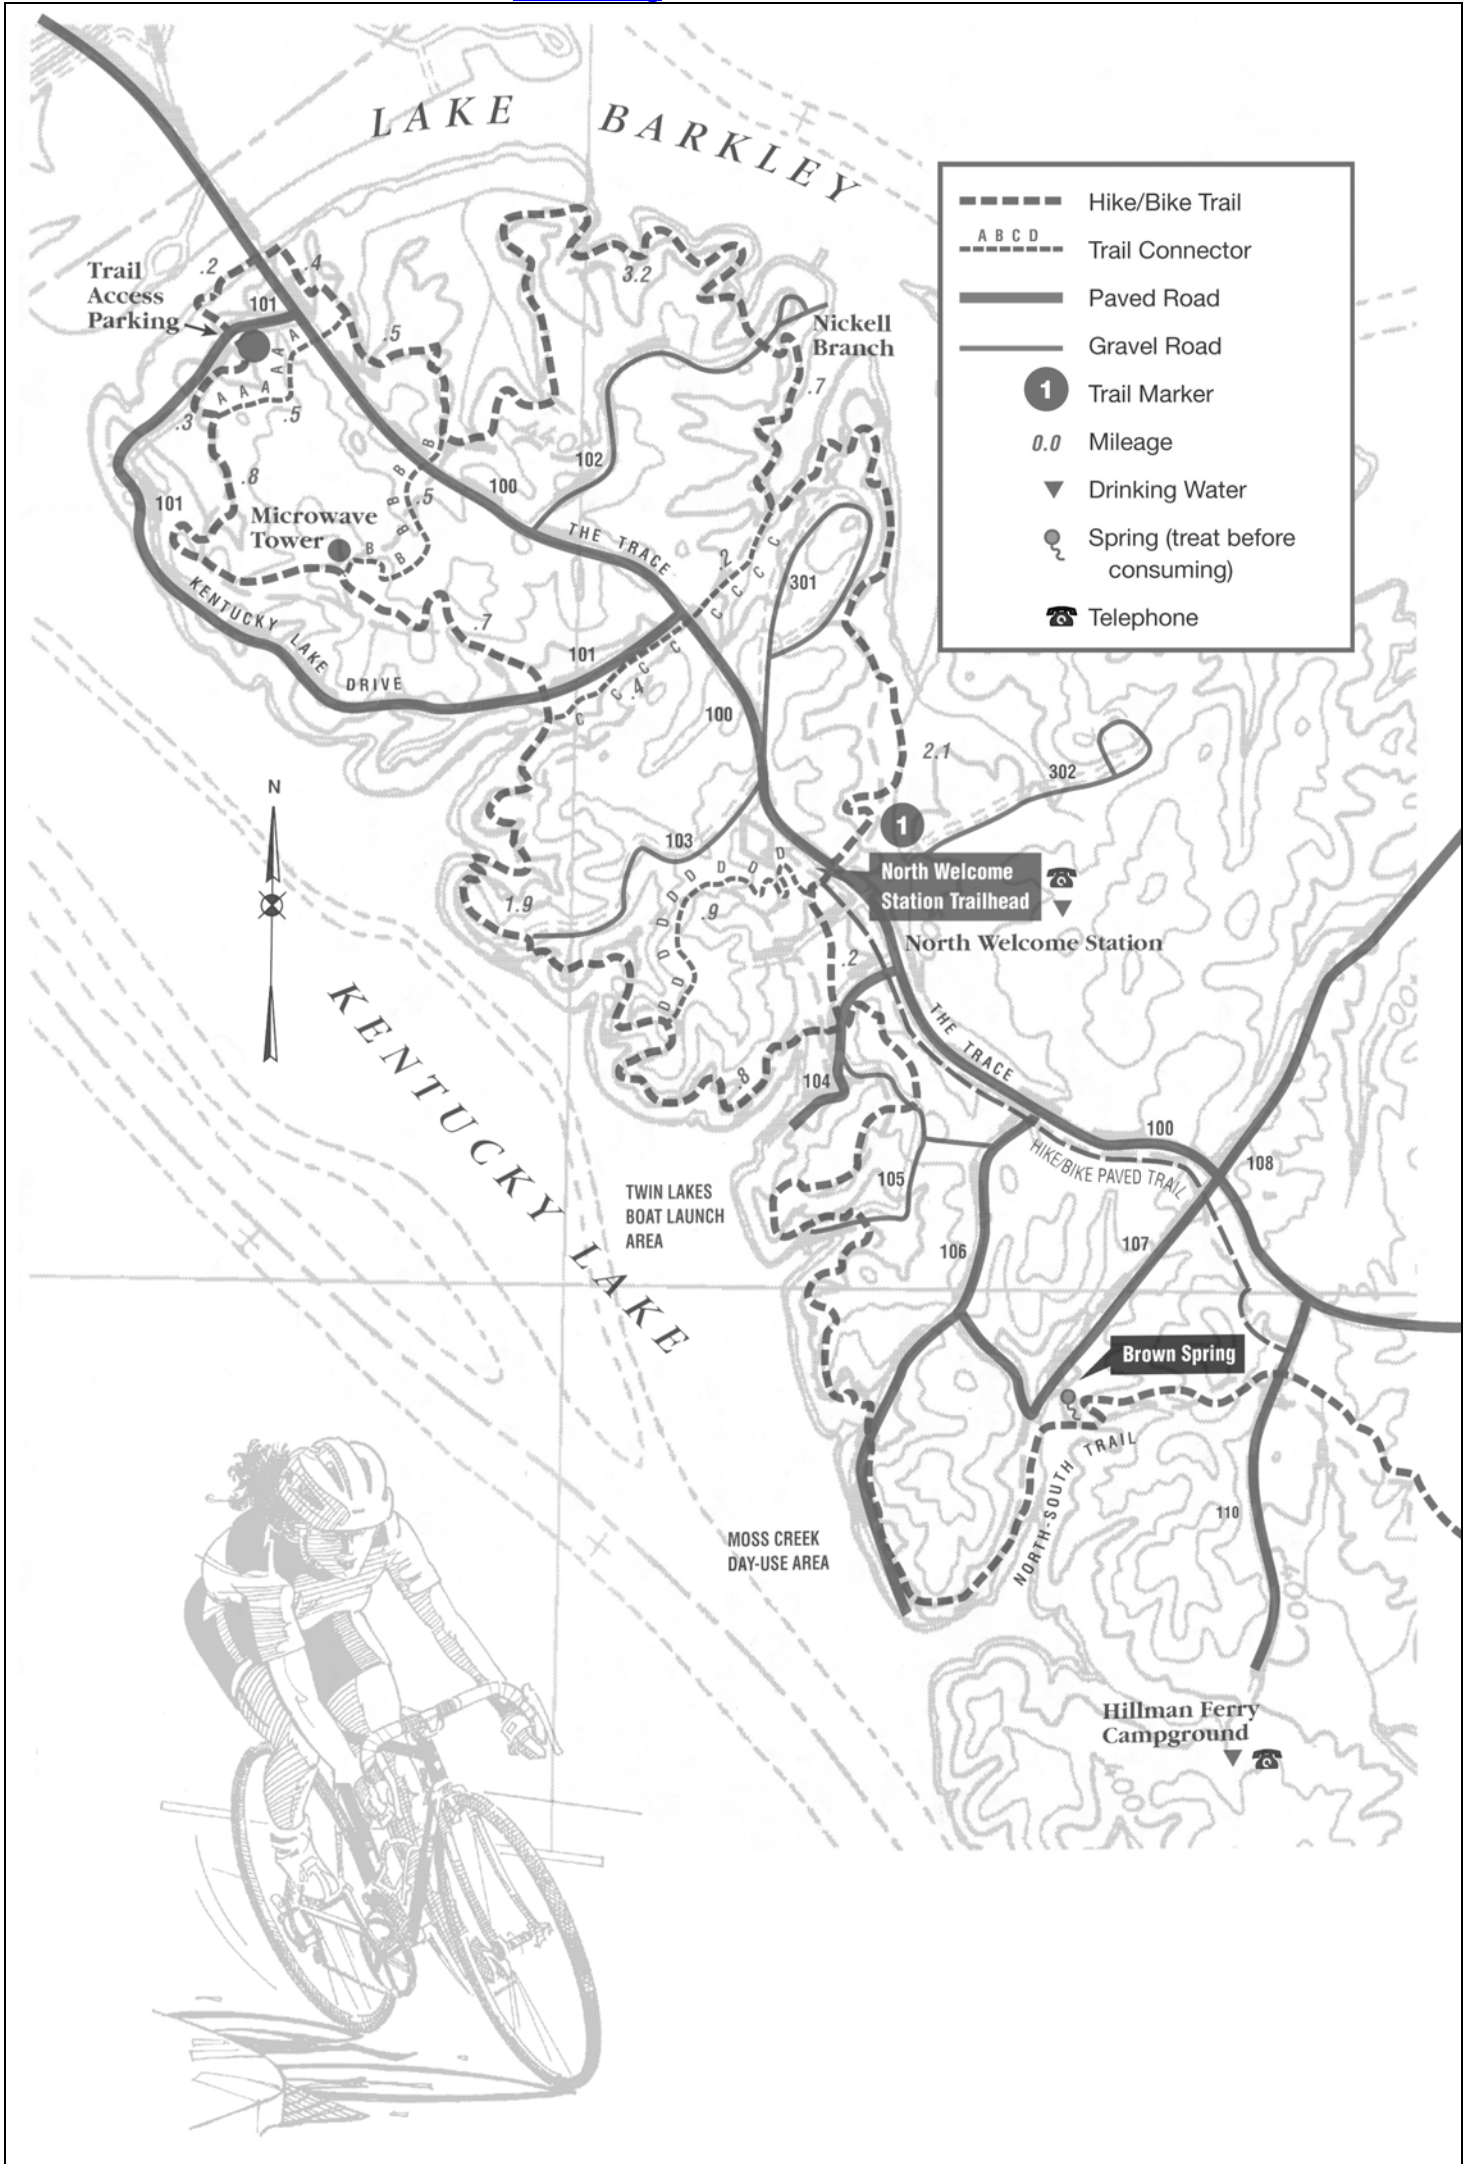 LAKE BARKLEY
Hike/Bike Trail
A B C D
Trail Connector
Paved Road
Gravel Road
1
Trail Marker
0.0
Mileage
Drinking Water
Spring (treat before
consuming)
Telephone
Trail
Access
Parking
.2
.4
101
.5
3.2
Nickell
Branch
.7
A A A A A A
.5
.3
.8
101
102
100
B B B B B B
.5
Microwave
Tower
THE TRACE
.2
C C C C
301
KENTUCKY LAKE
DRIVE
.7
101
C C C C
.4
100
2.1
302
N
103
1
North Welcome
Station Trailhead
North Welcome Station
1.9
D D D D D D D D D
.9
.2
THE TRACE
KENTUCKY LAKE
.8
104
100
108
HIKE/BIKE PAVED TRAIL
105
TWIN LAKES
BOAT LAUNCH
AREA
106
107
Brown Spring
NORTH-SOUTH TRAIL
110
MOSS CREEK
DAY-USE AREA
400
Hillman Ferry
Campground